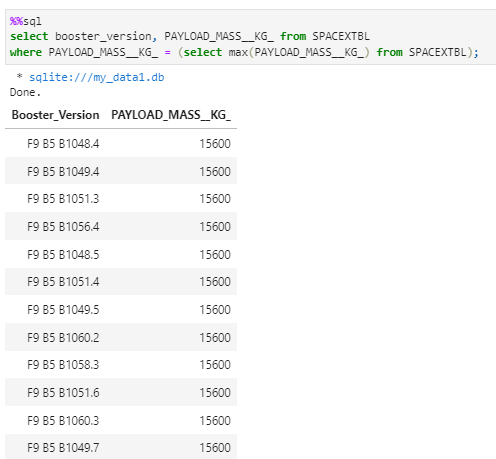 %%sql
select booster_version, PAYLOAD_MASS__KG_ from SPACEXTBL
where PAYLOAD_MASS__KG_ = (select max(PAYLOAD_MASS__KG_) from SPACEXTBL);
* sqlite:///my_data1.db
Done.
Booster_Version PAYLOAD_MASS__KG_
F9 B5 B1048.4 15600
F9 B5 B1049.4 15600
F9 B5 B1051.3 15600
F9 B5 B1056.4 15600
F9 B5 B1048.5 15600
F9 B5 B1051.4 15600
F9 B5 B1049.5 15600
F9 B5 B1060.2 15600
F9 B5 B1058.3 15600
F9 B5 B1051.6 15600
F9 B5 B1060.3 15600
F9 B5 B1049.7 15600